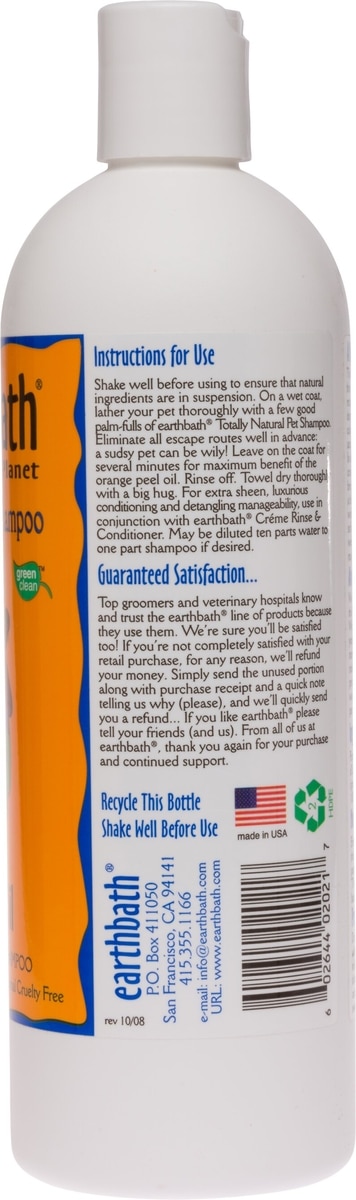 Instructions for Use
Shake well before using to ensure that natural
ingredients are in suspension. On a wet coat,
lather your pet thoroughly with a few good
palm-fulls of earthbath® Totally Natural Pet Shampoo.
Eliminate all escape routes well in advance:
a sudsy pet can be wily! Leave on the coat for
several minutes for maximum benefit of the
orange peel oil. Rinse off. Towel dry thorough
with a big hug. For extra sheen, luxurious
conditioning and detangling manageability, use in
conjunction with earthbath® Créme Rinse &
Conditioner. May be diluted ten parts water to
one part shampoo if desired.
Guaranteed Satisfaction...
Top groomers and veterinary hospitals know
and trust the earthbath® line of products because
they use them. We're sure you'll be satisfied
too! If you're not completely satisfied with your
retail purchase, for any reason, we'll refund
your money. Simply send the unused portion
along with purchase receipt and a quick note
telling us why (please), and we'll quickly send
you a refund... If you like earthbath® please
tell your friends (and us). From all of us at
earthbath®, thank you again for your purchase
and continued support.
Recycle This Bottle
Shake Well Before Use
made in USA
2
HDPE
earthbath®
P.O. Box 411050
San Francisco, CA 94141
415.355.1166
e-mail: info@earthbath.com
URL: www.earthbath.com
rev 10/08
6 02644 02021 7
ath®
lanet
ampoo
green
clean™
POO
Cruelty Free